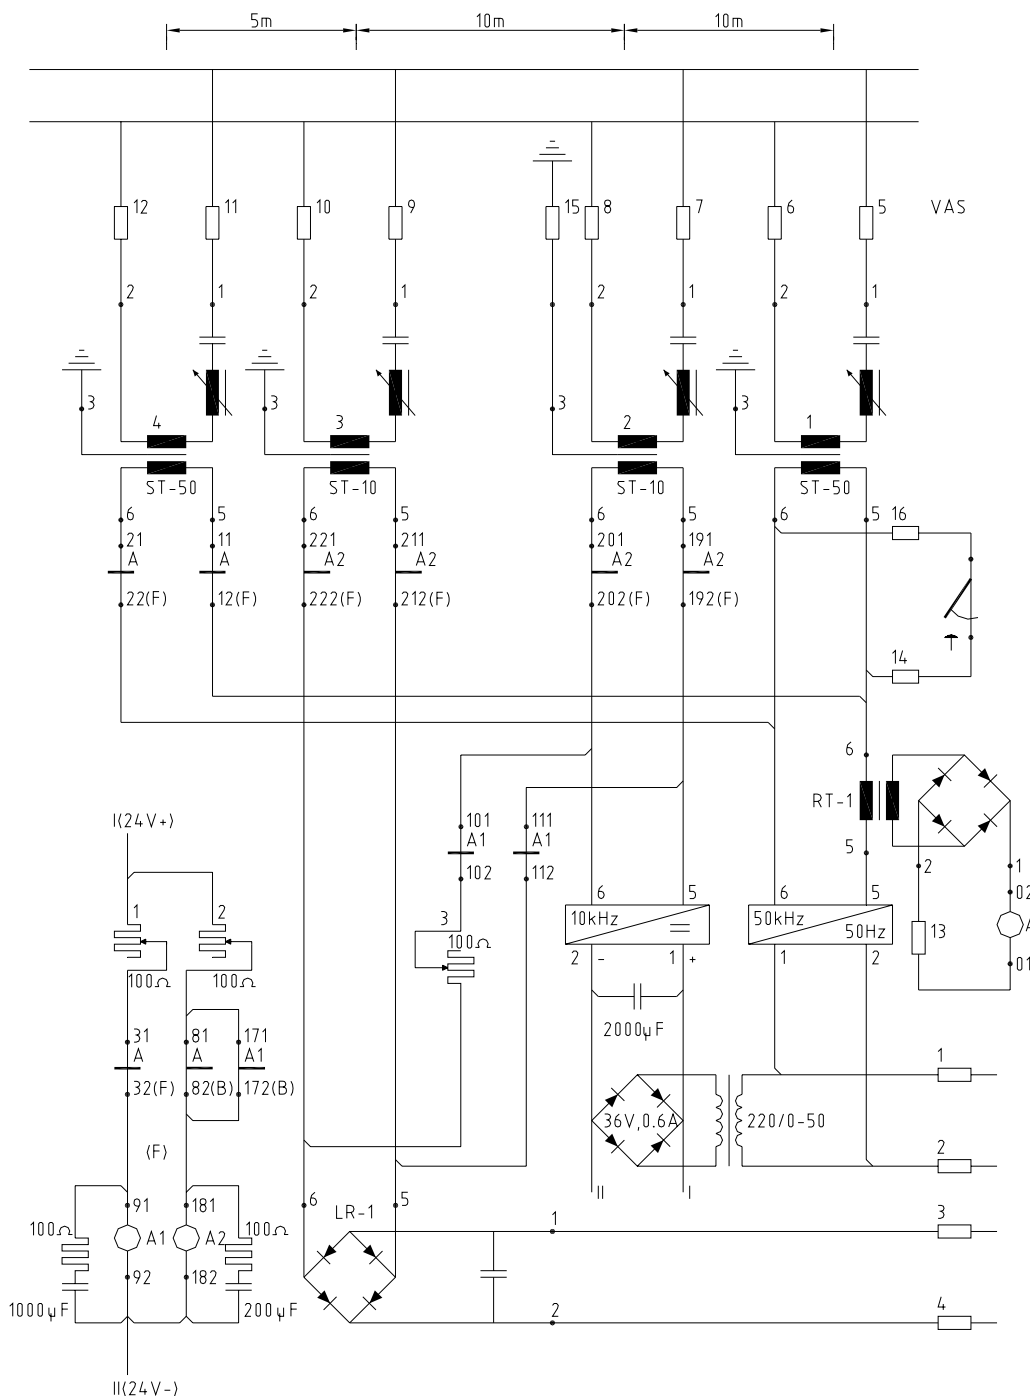 5m 10m 10m
12 11 10 9 15 8 7 6 5 VAS
2 1 2 1 2 1 2 1
3 3 3 3
4 3 2 1
ST-50 ST-10 ST-10 ST-50
6 5 6 5 6 5 6 5 16
21 11 221 211 201 191
A A A2 A2 A2 A2
22(F) 12(F) 222(F) 212(F) 202(F) 192(F)
14
6
RT-1
I(24V+) 101 111
A1 A1
5
102 112 2 1
6 5 6 5 02
1 2 3 10kHz 50kHz A
100Ω = 50Hz 13
2 - 1 + 1 2 01
100Ω 100Ω
2000µF
31 81 171
A A A1 1
32(F) 82(B) 172(B)
36V,0.6A 220/0-50
(F) 2
II I
91 181 6 LR-1 5 1 3
100Ω A1 A2 100Ω
92 182
1000µF 200µF 2 4
II(24V-)